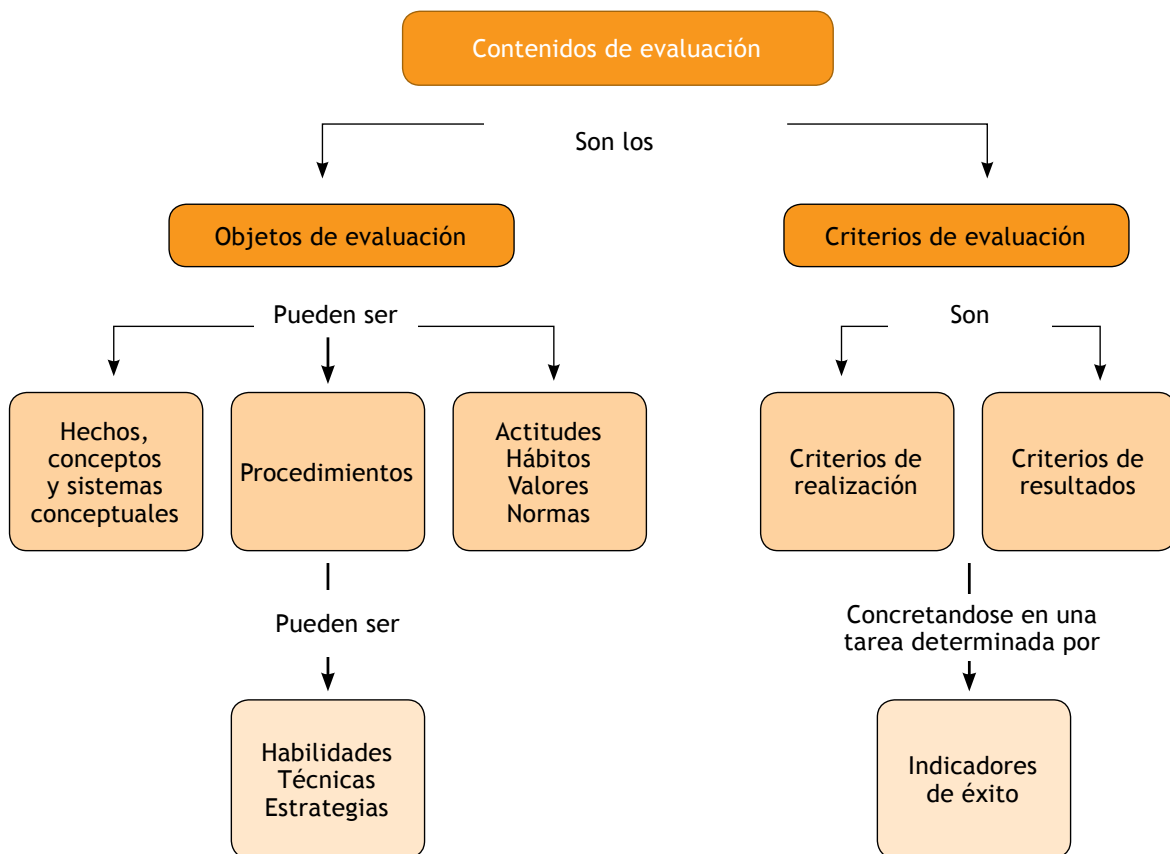 Contenidos de evaluación
Son los
Objetos de evaluación
Criterios de evaluación
Pueden ser
Son
Hechos,
conceptos
y sistemas
conceptuales
Procedimientos
Actitudes
Hábitos
Valores
Normas
Criterios de
realización
Criterios de
resultados
Pueden ser
Concretandose en una
tarea determinada por
Habilidades
Técnicas
Estrategias
Indicadores
de éxito